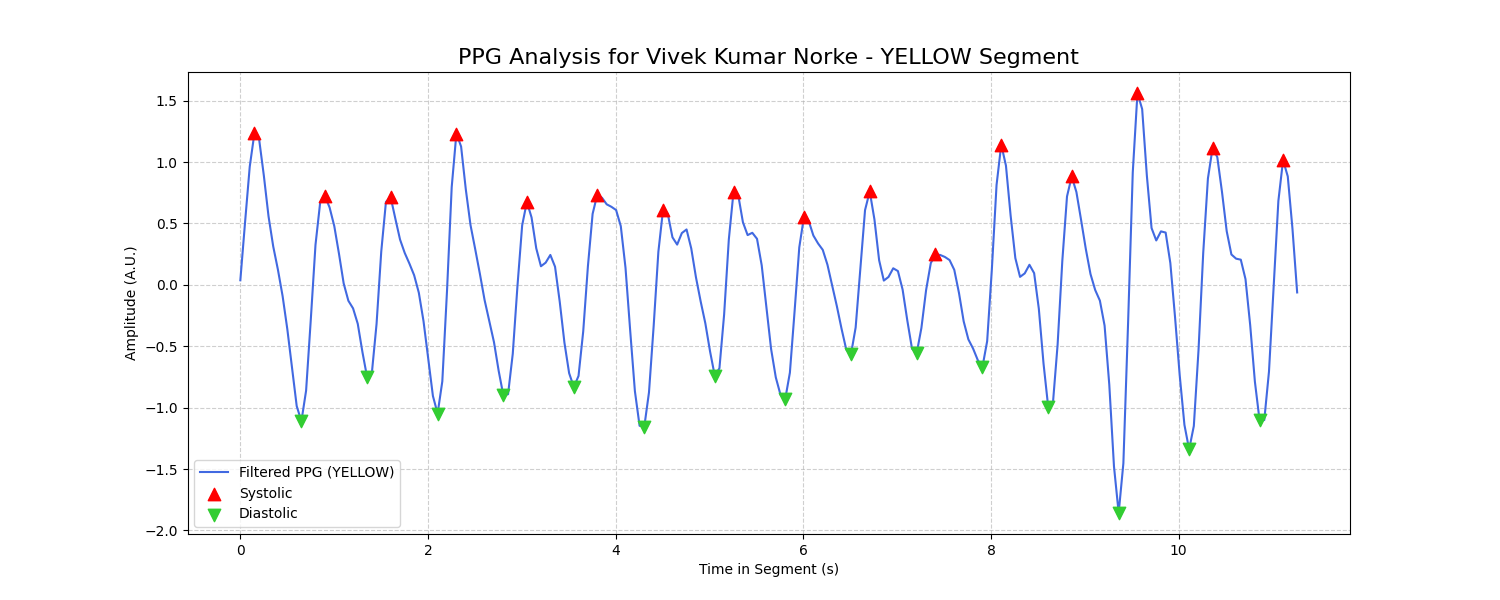 PPG Analysis for Vivek Kumar Norke - YELLOW Segment
Amplitude (A.U.)
1.5
1.0
0.5
0.0
−0.5
−1.0
−1.5
−2.0
Filtered PPG (YELLOW)
Systolic
Diastolic
0 2 4 6 8 10
Time in Segment (s)